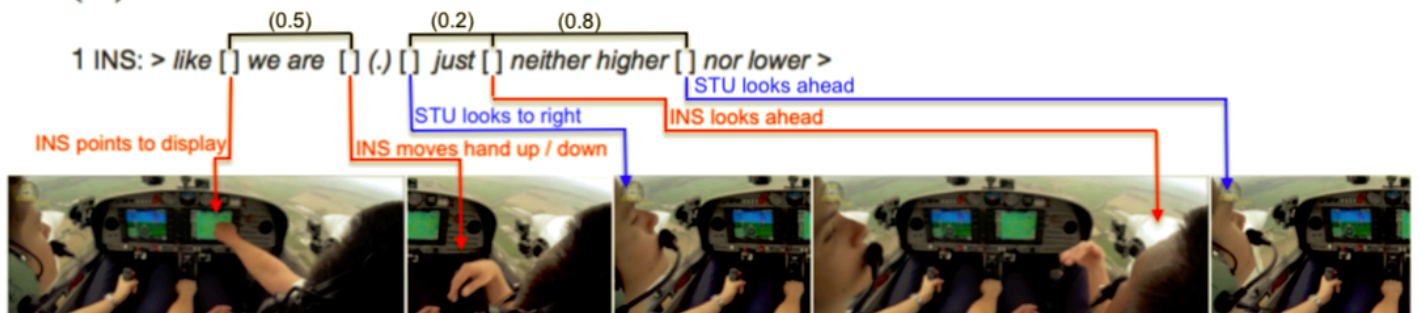 (0.5) (0.2) (0.8)
1 INS: > like [] we are [] (.) [] just [] neither higher [] nor lower >
STU looks ahead
STU looks to right INS looks ahead
INS points to display INS moves hand up / down